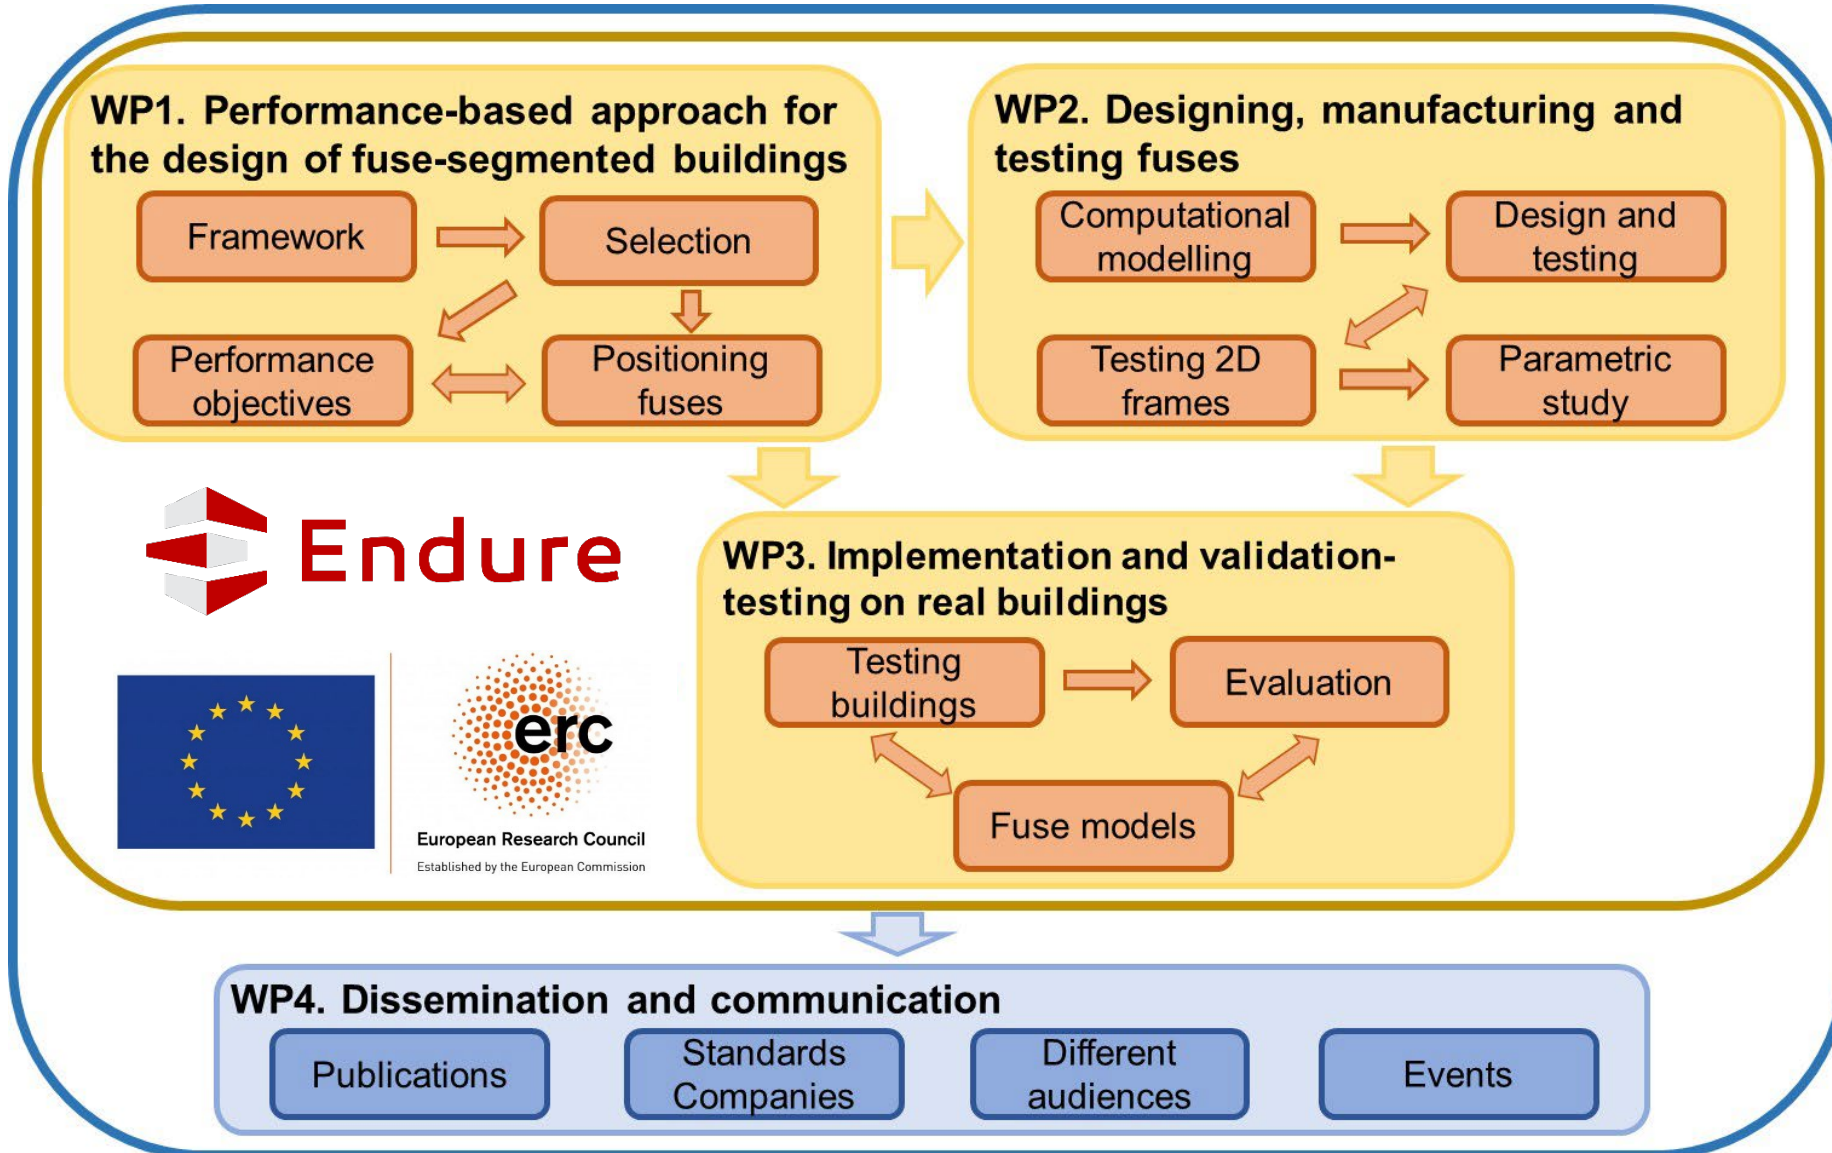 WP1. Performance-based approach for
the design of fuse-segmented buildings
Framework
Selection
Performance
objectives
Positioning
fuses
WP2. Designing, manufacturing and
testing fuses
Computational
modelling
Design and
testing
Testing 2D
frames
Parametric
study
Endure
erc
European Research Council
Established by the European Commission
WP3. Implementation and validation-
testing on real buildings
Testing
buildings
Evaluation
Fuse models
WP4. Dissemination and communication
Publications
Standards
Companies
Different
audiences
Events